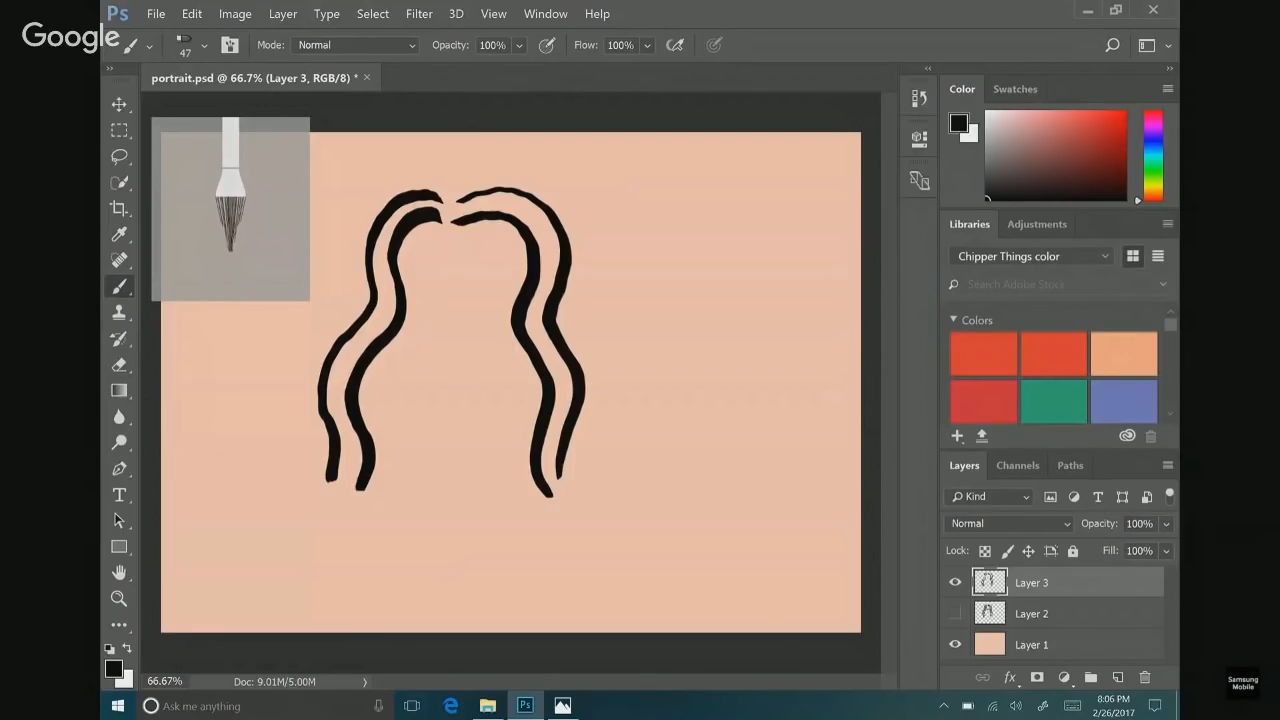 Ps File Edit Image Layer Type Select Filter 3D View Window Help
Google
47 Mode: Normal Opacity: 100% Flow: 100%
portrait.psd @ 66.7% (Layer 3, RGB/8) *
Color Swatches
Libraries Adjustments
Chipper Things color
Search Adobe Stock
Colors
Layers Channels Paths
Kind
Normal Opacity: 100%
Lock: Fill: 100%
Layer 3
Layer 2
Layer 1
fx
66.67% Doc: 9.01M/5.00M
Samsung
Mobile
Ask me anything
Ps
8:06 PM
2/26/2017